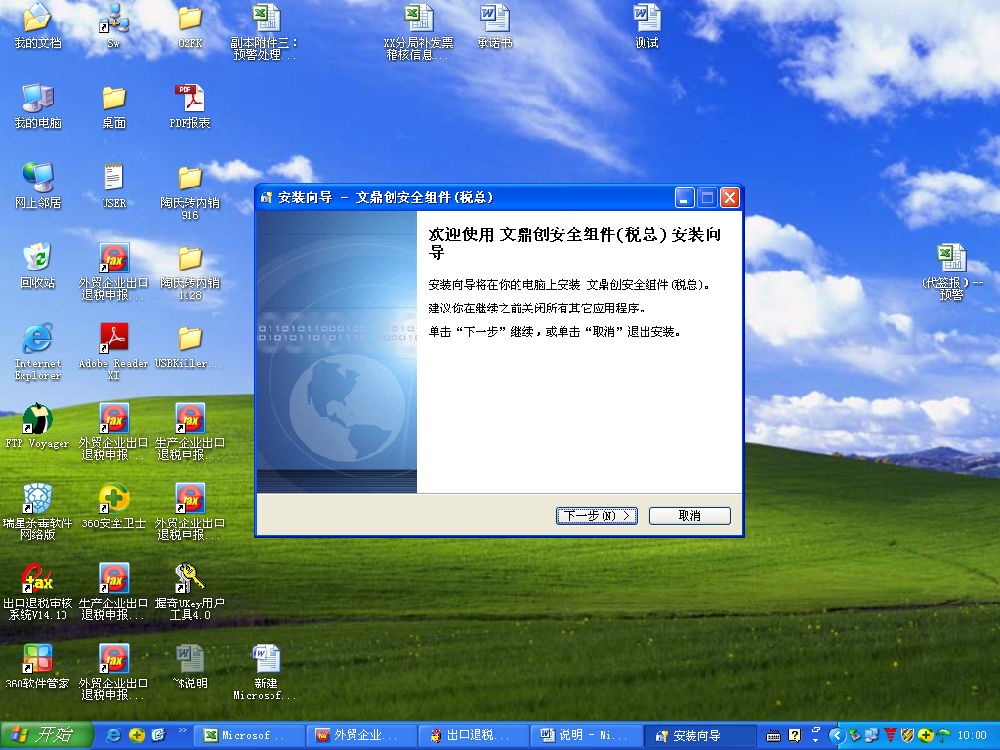 我的文档
Sw
O2FK
副本附件三：
预警处理...
XX分局补发票
稽核信息...
承诺书
测试
我的电脑
桌面
PDF
PDF报表
网上邻居
USER
陶氏转内销
916
回收站
外贸企业出口
退税申报...
陶氏转内销
1128
(代签报)--
预警
Internet
Explorer
Adobe Reader
XI
USBKiller...
FTP Voyager
外贸企业出口
退税申报...
生产企业出口
退税申报...
瑞星杀毒软件
网络版
360安全卫士
外贸企业出口
退税申报...
出口退税审核
系统V14.10
生产企业出口
退税申报...
握奇UKey用户
工具4.0
360软件管家
外贸企业出口
退税申报...
~$说明
新建
Microsof...
安装向导 - 文鼎创安全组件(税总)
欢迎使用 文鼎创安全组件(税总) 安装向
导
安装向导将在你的电脑上安装 文鼎创安全组件(税总)。
建议你在继续之前关闭所有其它应用程序。
单击“下一步”继续，或单击“取消”退出安装。
下一步(N) >
取消
开始
Microsof...
外贸企业...
出口退税...
说明 - Mi...
安装向导
10:00